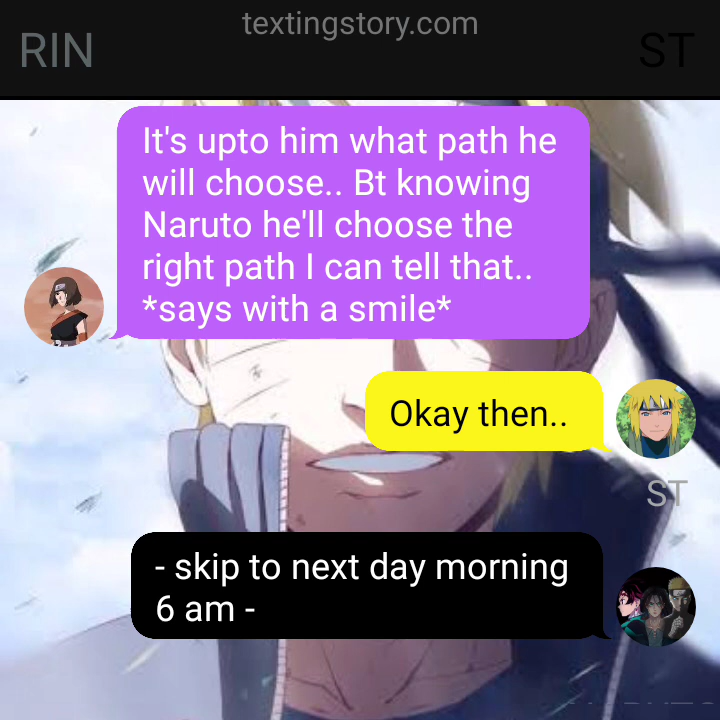 textingstory.com
RIN
ST
It's upto him what path he
will choose.. Bt knowing
Naruto he'll choose the
right path I can tell that..
*says with a smile*
Okay then..
ST
- skip to next day morning
6 am -